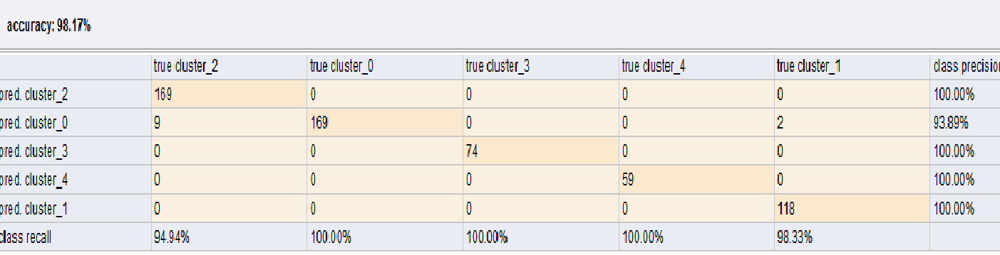 accuracy: 98.17%
true cluster_2 true cluster_0 true cluster_3 true cluster_4 true cluster_1 class precision
pred. cluster_2 169 0 0 0 0 100.00%
pred. cluster_0 9 169 0 0 2 93.89%
pred. cluster_3 0 0 74 0 0 100.00%
pred. cluster_4 0 0 0 59 0 100.00%
pred. cluster_1 0 0 0 0 118 100.00%
class recall 94.94% 100.00% 100.00% 100.00% 98.33%